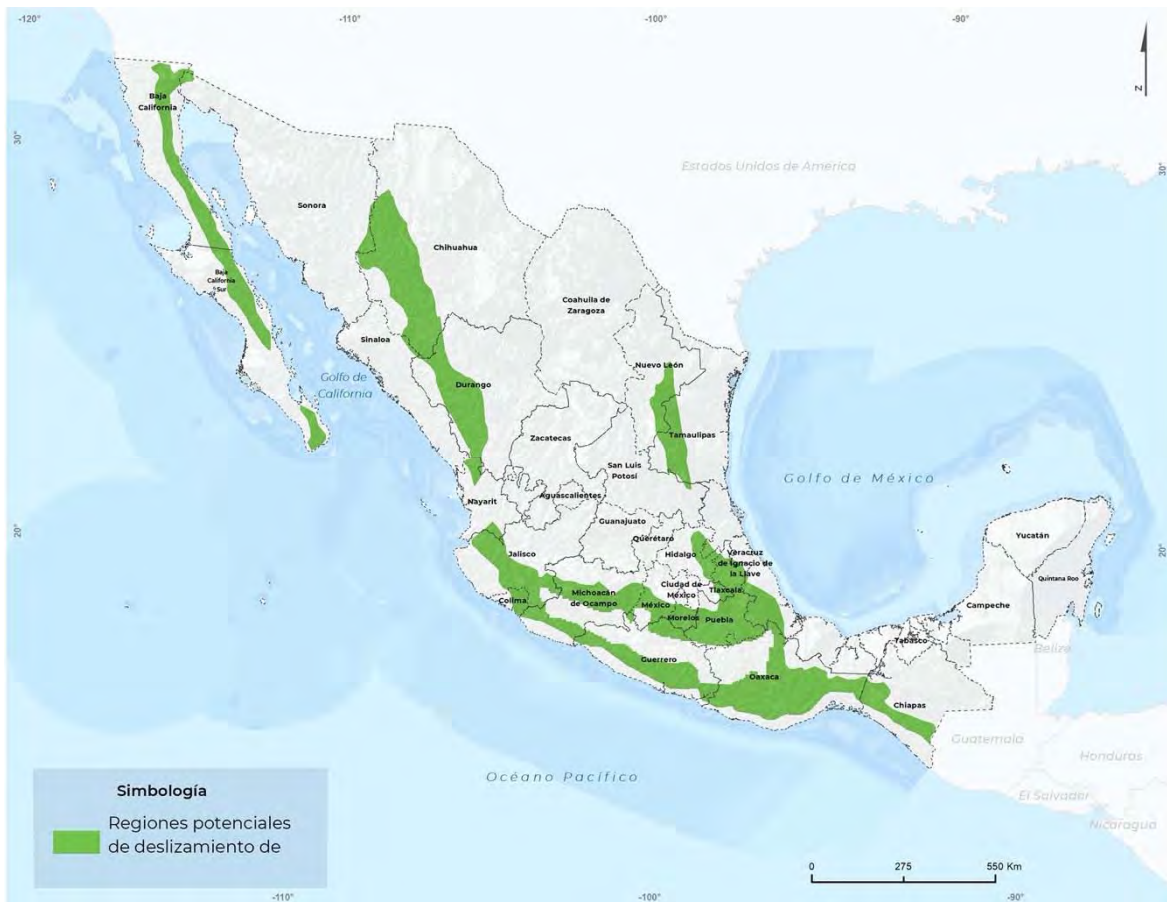 -120°
-110°
-100°
-90°
N
30°
30°
20°
20°
Estados Unidos de America
Baja
California
Sonora
Chihuahua
Baja
California
Sur
Coahuila de
Zaragoza
Sinaloa
Nuevo León
Golfo de
California
Durango
Zacatecas
Tamaulipas
San Luis
Potosí
Golfo de México
Nayarit
Aguascalientes
Guanajuato
Querétaro
Hidalgo
Veracruz
de Ignacio de
la Llave
Jalisco
Yucatán
Quintana Roo
Campeche
Colima
Michoacán
de Ocampo
Ciudad de
México
México
Tlaxcala
Morelos
Puebla
Tabasco
Belize
Guerrero
Oaxaca
Chiapas
Guatemala
Honduras
El Salvador
Nicaragua
Océano Pacífico
Simbología
Regiones potenciales
de deslizamiento de
0 275 550 Km
-110°
-100°
-90°